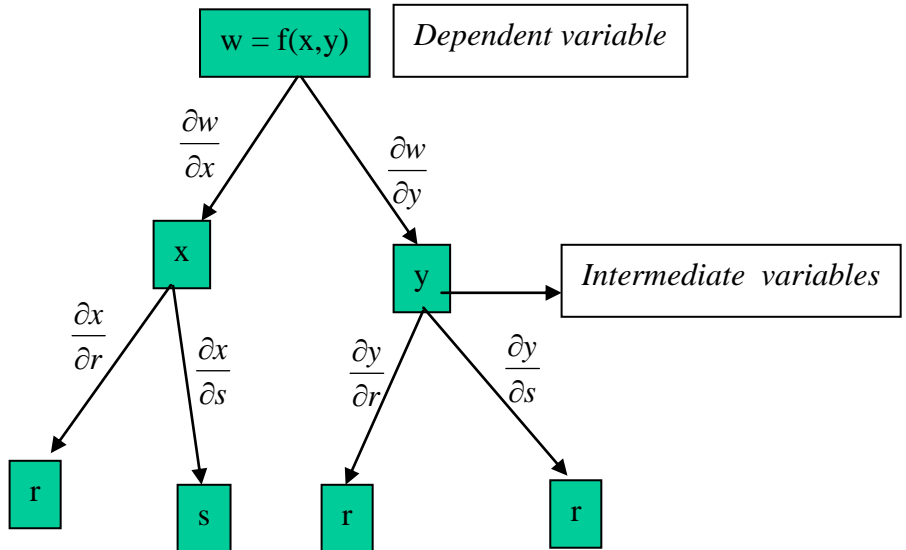 w = f(x,y)
Dependent variable
∂w
∂x
∂w
∂y
x
y
Intermediate variables
∂x
∂r
∂x
∂s
∂y
∂r
∂y
∂s
r
s
r
r